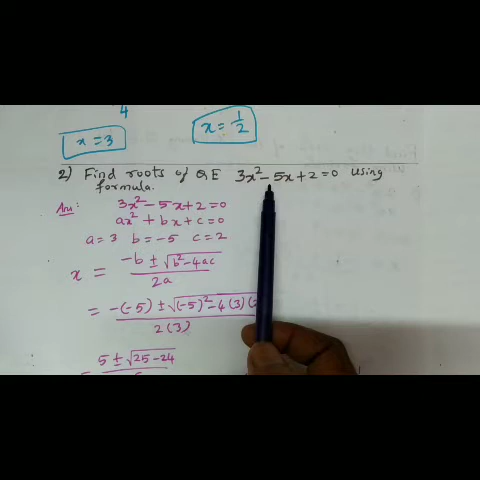 4
x = 3
x = 1/2
2) Find roots of QE 3x² - 5x + 2 = 0 using
formula.
Ans: 3x² - 5x + 2 = 0
ax² + bx + c = 0
a = 3 b = -5 c = 2
x = (-b ± √(b² - 4ac)) / 2a
= (-(-5) ± √((-5)² - 4(3)(2 / 2(3)
5 ± √(25 - 24)